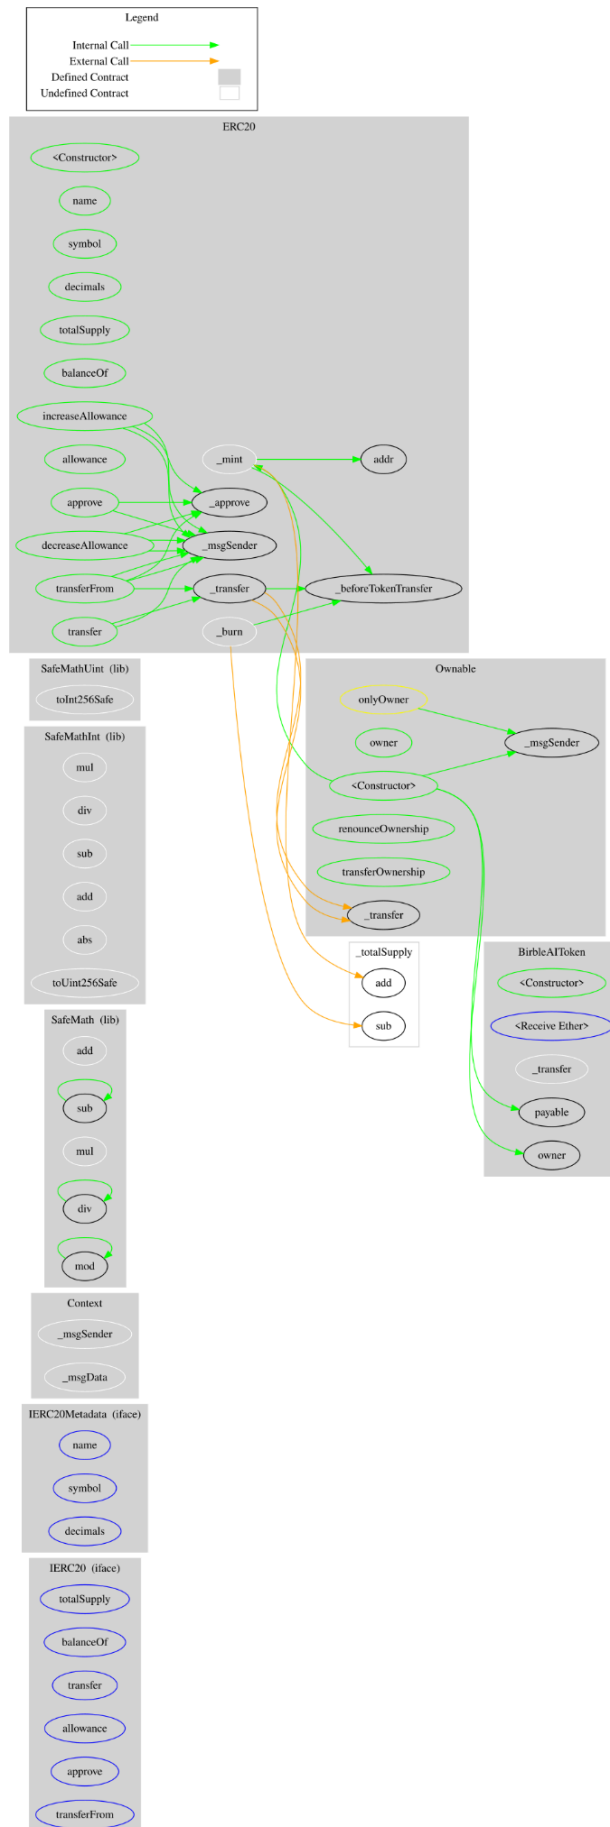 Legend
Internal Call
External Call
Defined Contract
Undefined Contract
ERC20
<Constructor>
name
symbol
decimals
totalSupply
balanceOf
increaseAllowance
allowance
_mint
addr
approve
_approve
decreaseAllowance
_msgSender
transferFrom
_transfer
_beforeTokenTransfer
transfer
_burn
SafeMathUint (lib)
toInt256Safe
SafeMathInt (lib)
mul
div
sub
add
abs
toUint256Safe
Ownable
onlyOwner
owner
_msgSender
<Constructor>
renounceOwnership
transferOwnership
_transfer
_totalSupply
add
sub
BirbleAIToken
<Constructor>
<Receive Ether>
_transfer
payable
owner
SafeMath (lib)
add
sub
mul
div
mod
Context
_msgSender
_msgData
IERC20Metadata (iface)
name
symbol
decimals
IERC20 (iface)
totalSupply
balanceOf
transfer
allowance
approve
transferFrom